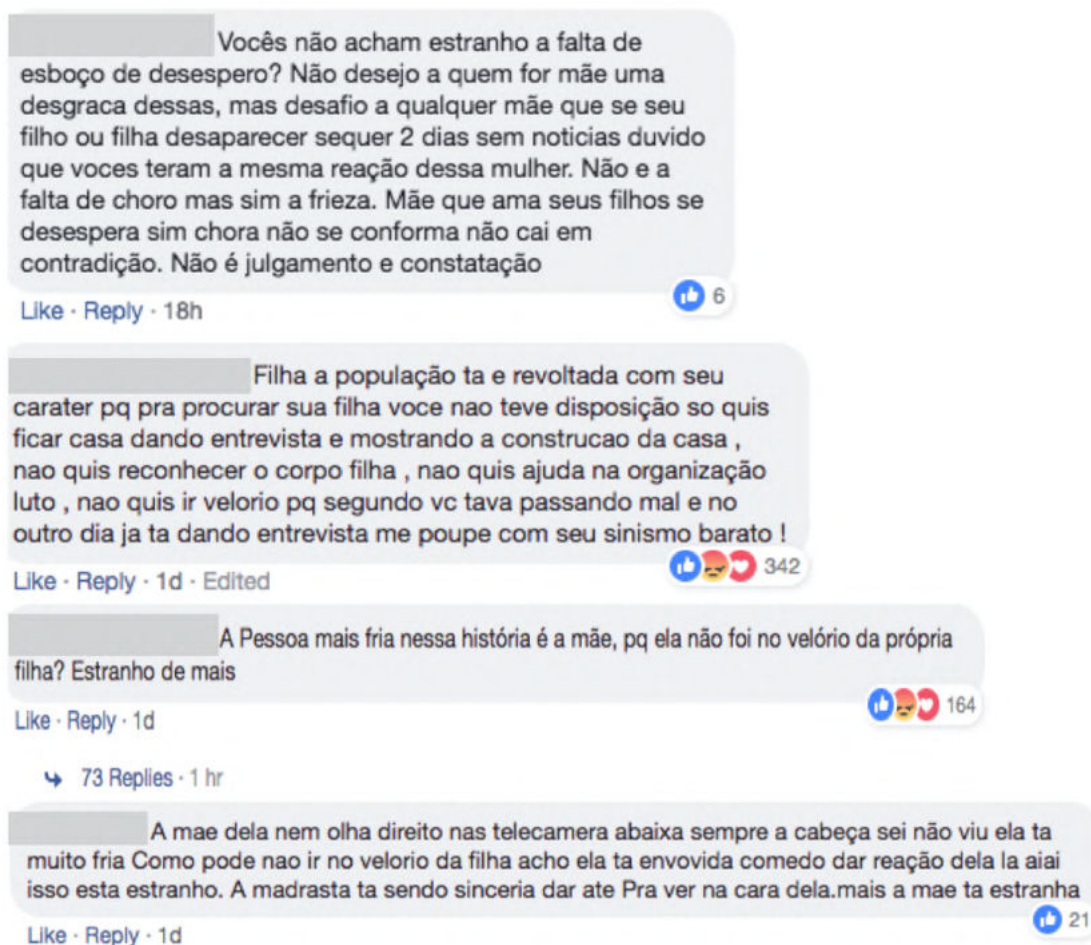 Vocês não acham estranho a falta de
esboço de desespero? Não desejo a quem for mãe uma
desgraca dessas, mas desafio a qualquer mãe que se seu
filho ou filha desaparecer sequer 2 dias sem noticias duvido
que voces teram a mesma reação dessa mulher. Não e a
falta de choro mas sim a frieza. Mãe que ama seus filhos se
desespera sim chora não se conforma não cai em
contradição. Não é julgamento e constatação
6
Like · Reply · 18h
Filha a população ta e revoltada com seu
carater pq pra procurar sua filha voce nao teve disposição so quis
ficar casa dando entrevista e mostrando a construcao da casa ,
nao quis reconhecer o corpo filha , nao quis ajuda na organização
luto , nao quis ir velorio pq segundo vc tava passando mal e no
outro dia ja ta dando entrevista me poupe com seu sinismo barato !
342
Like · Reply · 1d · Edited
A Pessoa mais fria nessa história é a mãe, pq ela não foi no velório da própria
filha? Estranho de mais
164
Like · Reply · 1d
73 Replies · 1 hr
A mae dela nem olha direito nas telecamera abaixa sempre a cabeça sei não viu ela ta
muito fria Como pode nao ir no velorio da filha acho ela ta envovida comedo dar reação dela la aiai
isso esta estranho. A madrasta ta sendo sinceria dar ate Pra ver na cara dela.mais a mae ta estranha
21
Like · Reply · 1d